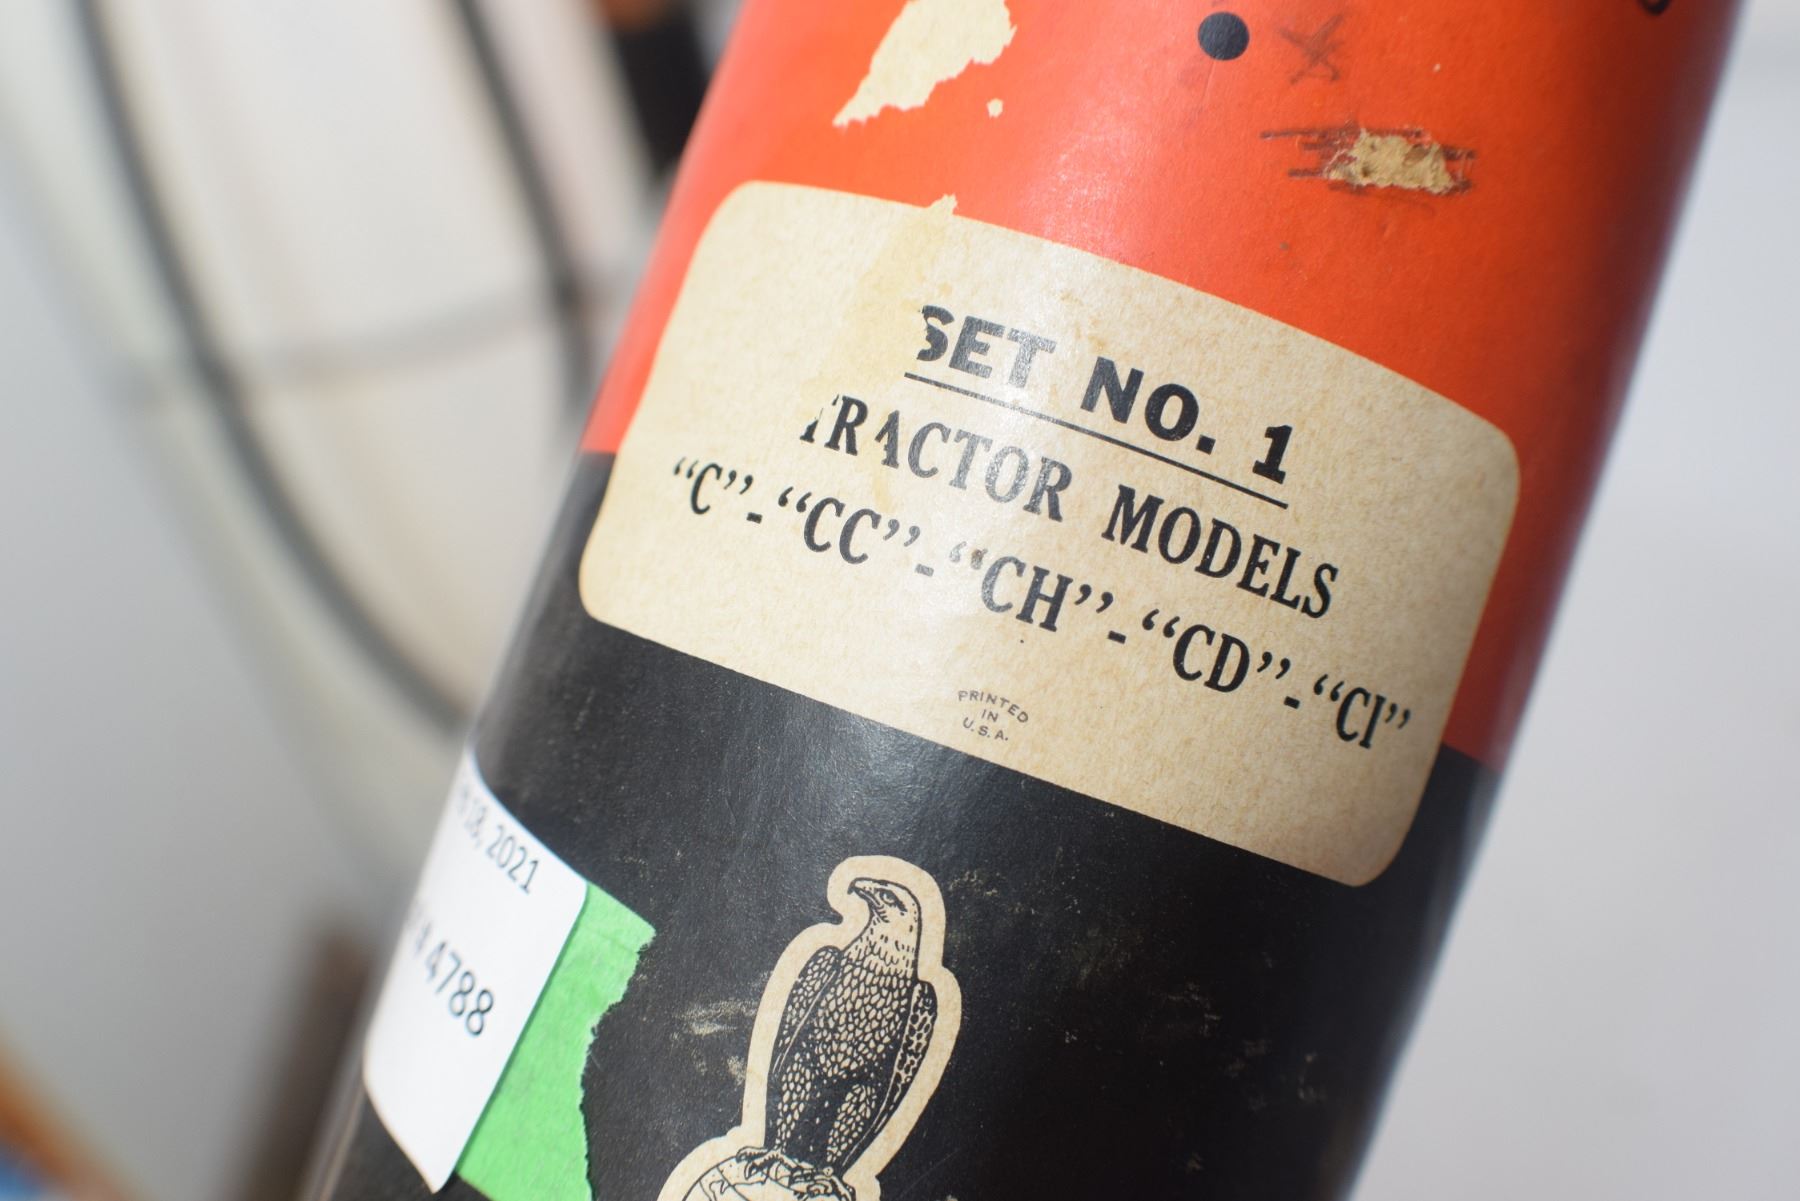 SET NO. 1
TRACTOR MODELS
“C”-“CC”-“CH”-“CD”-“CI”
PRINTED
IN
U.S.A.
18, 2021
# 4788